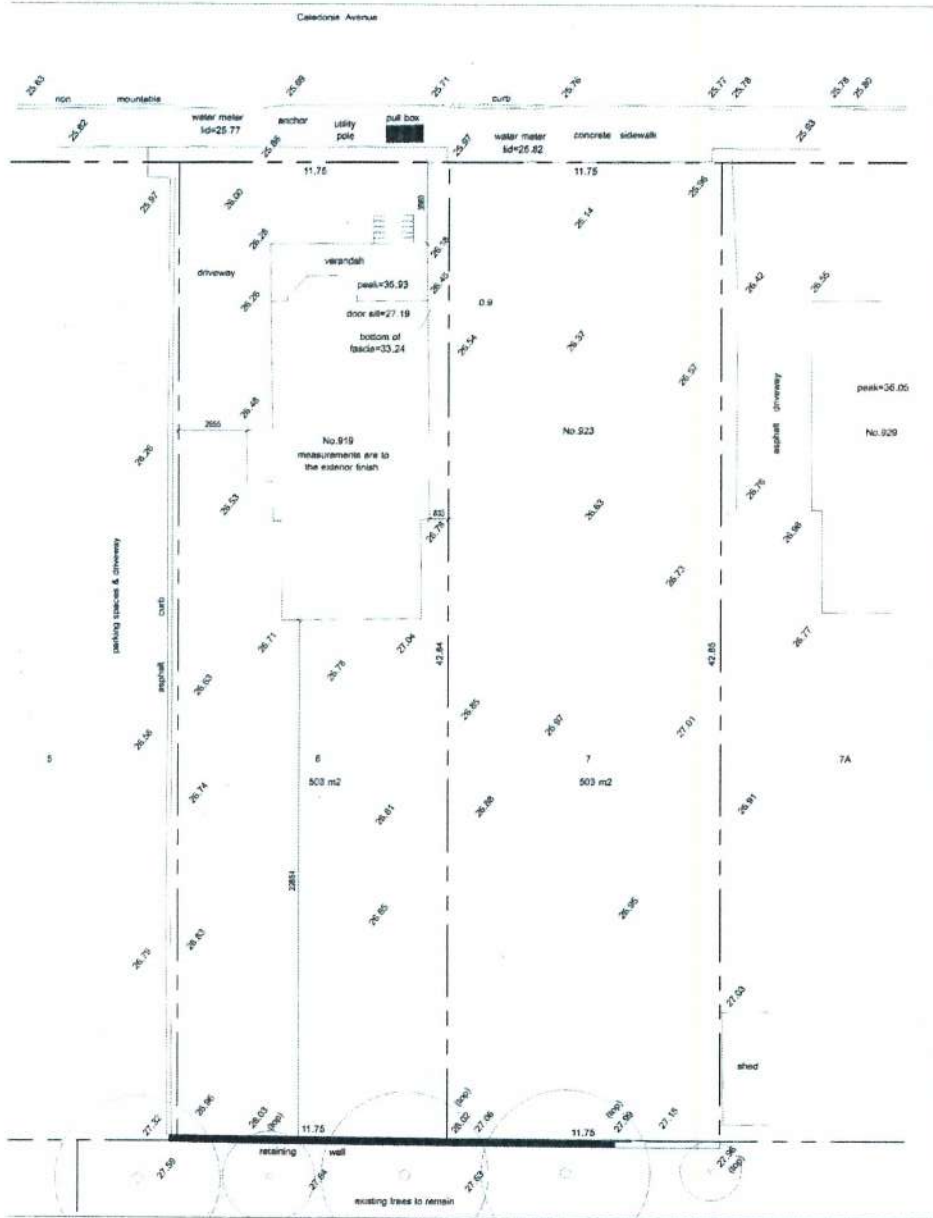 Caledonia Avenue
25.63
25.69
25.71
25.76
25.77
25.78
25.78
25.80
non mountable
curb
25.82
water meter
lid=25.77
anchor
25.86
utility
pole
pull box
25.97
water meter
lid=25.82
concrete sidewalk
25.93
11.75
11.75
25.97
26.00
25.96
26.14
26.28
verandah
26.38
driveway
peak=35.93
26.45
0.9
26.42
26.55
26.26
door sill=27.19
bottom of
fascia=33.24
26.54
26.37
26.57
asphalt driveway
peak=36.05
26.48
2655
No.919
measurements are to
the exterior finish
No.923
No.929
26.26
26.53
26.78
26.63
26.76
26.98
parking spaces & driveway
asphalt curb
26.73
26.71
26.76
27.04
42.84
42.85
26.77
26.63
26.85
26.97
27.01
26.56
5
6
7
7A
503 m2
503 m2
26.74
26.81
26.88
26.91
22854
26.85
26.95
26.83
26.79
27.03
shed
27.32
26.96
28.03
(top)
11.75
28.02
(top)
27.06
11.75
27.99
(top)
27.15
27.96
(top)
27.59
retaining wall
27.84
27.63
existing trees to remain